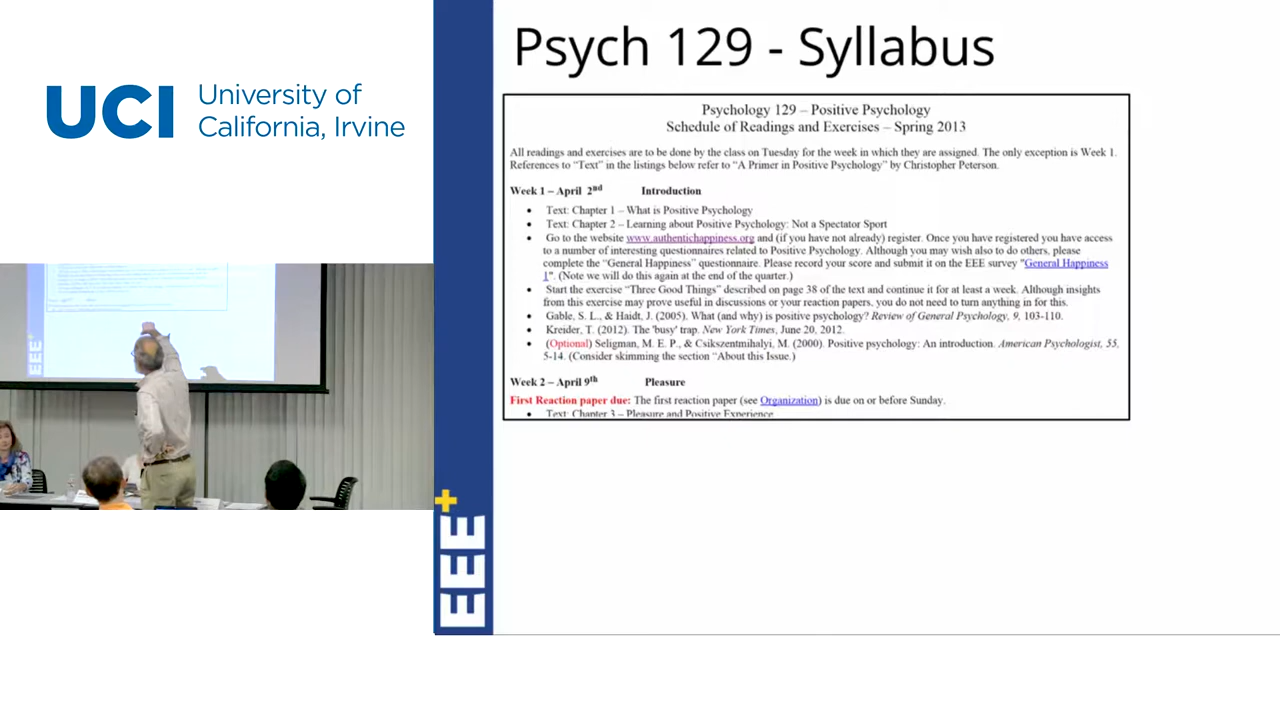 UCI
University of
California, Irvine
Psych 129 - Syllabus
Psychology 129 – Positive Psychology
Schedule of Readings and Exercises – Spring 2013
All readings and exercises are to be done by the class on Tuesday for the week in which they are assigned. The only exception is Week 1.
References to "Text" in the listings below refer to "A Primer in Positive Psychology" by Christopher Peterson.
Week 1 – April 2nd Introduction
• Text: Chapter 1 – What is Positive Psychology
• Text: Chapter 2 – Learning about Positive Psychology: Not a Spectator Sport
• Go to the website www.authentichappiness.org and (if you have not already) register. Once you have registered you have access
to a number of interesting questionnaires related to Positive Psychology. Although you may wish also to do others, please
complete the "General Happiness" questionnaire. Please record your score and submit it on the EEE survey "General Happiness
1". (Note we will do this again at the end of the quarter.)
• Start the exercise "Three Good Things" described on page 38 of the text and continue it for at least a week. Although insights
from this exercise may prove useful in discussions or your reaction papers, you do not need to turn anything in for this.
• Gable, S. L., & Haidt, J. (2005). What (and why) is positive psychology? Review of General Psychology, 9, 103-110.
• Kreider, T. (2012). The 'busy' trap. New York Times, June 20, 2012.
• (Optional) Seligman, M. E. P., & Csikszentmihalyi, M. (2000). Positive psychology: An introduction. American Psychologist, 55,
5-14. (Consider skimming the section "About this Issue.)
Week 2 – April 9th Pleasure
First Reaction paper due: The first reaction paper (see Organization) is due on or before Sunday.
• Text: Chapter 3 – Pleasure and Positive Experience
EEE+
EEE